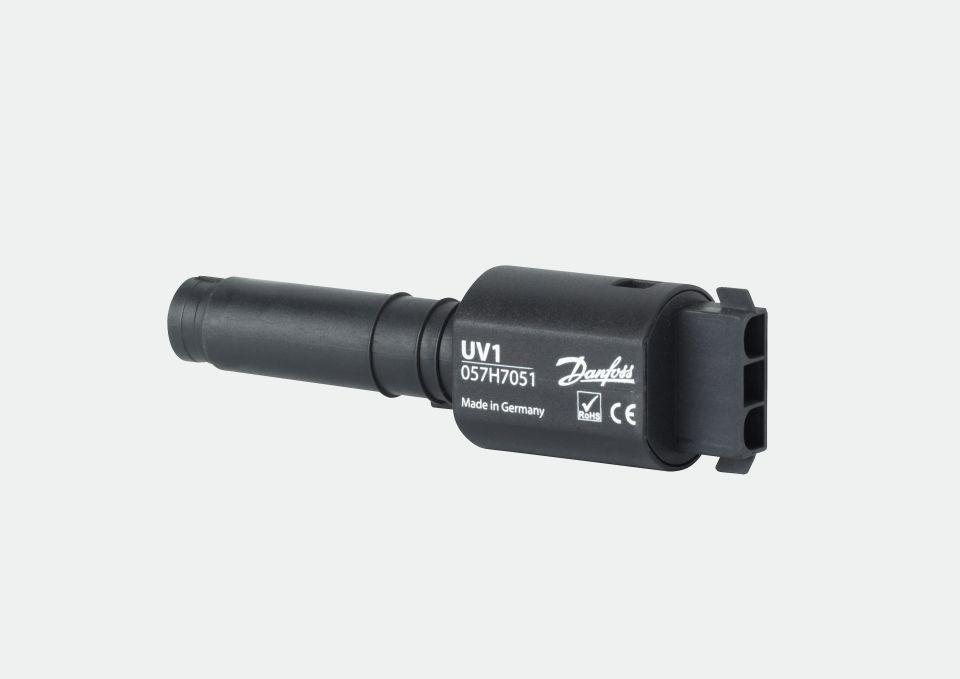 UV1
057H7051
Danfoss
Made in Germany
RoHS
CE